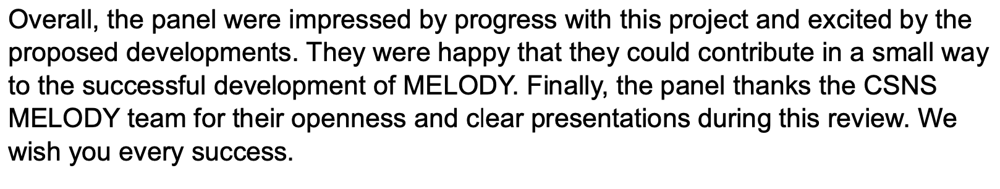 Overall, the panel were impressed by progress with this project and excited by the
proposed developments. They were happy that they could contribute in a small way
to the successful development of MELODY. Finally, the panel thanks the CSNS
MELODY team for their openness and clear presentations during this review. We
wish you every success.